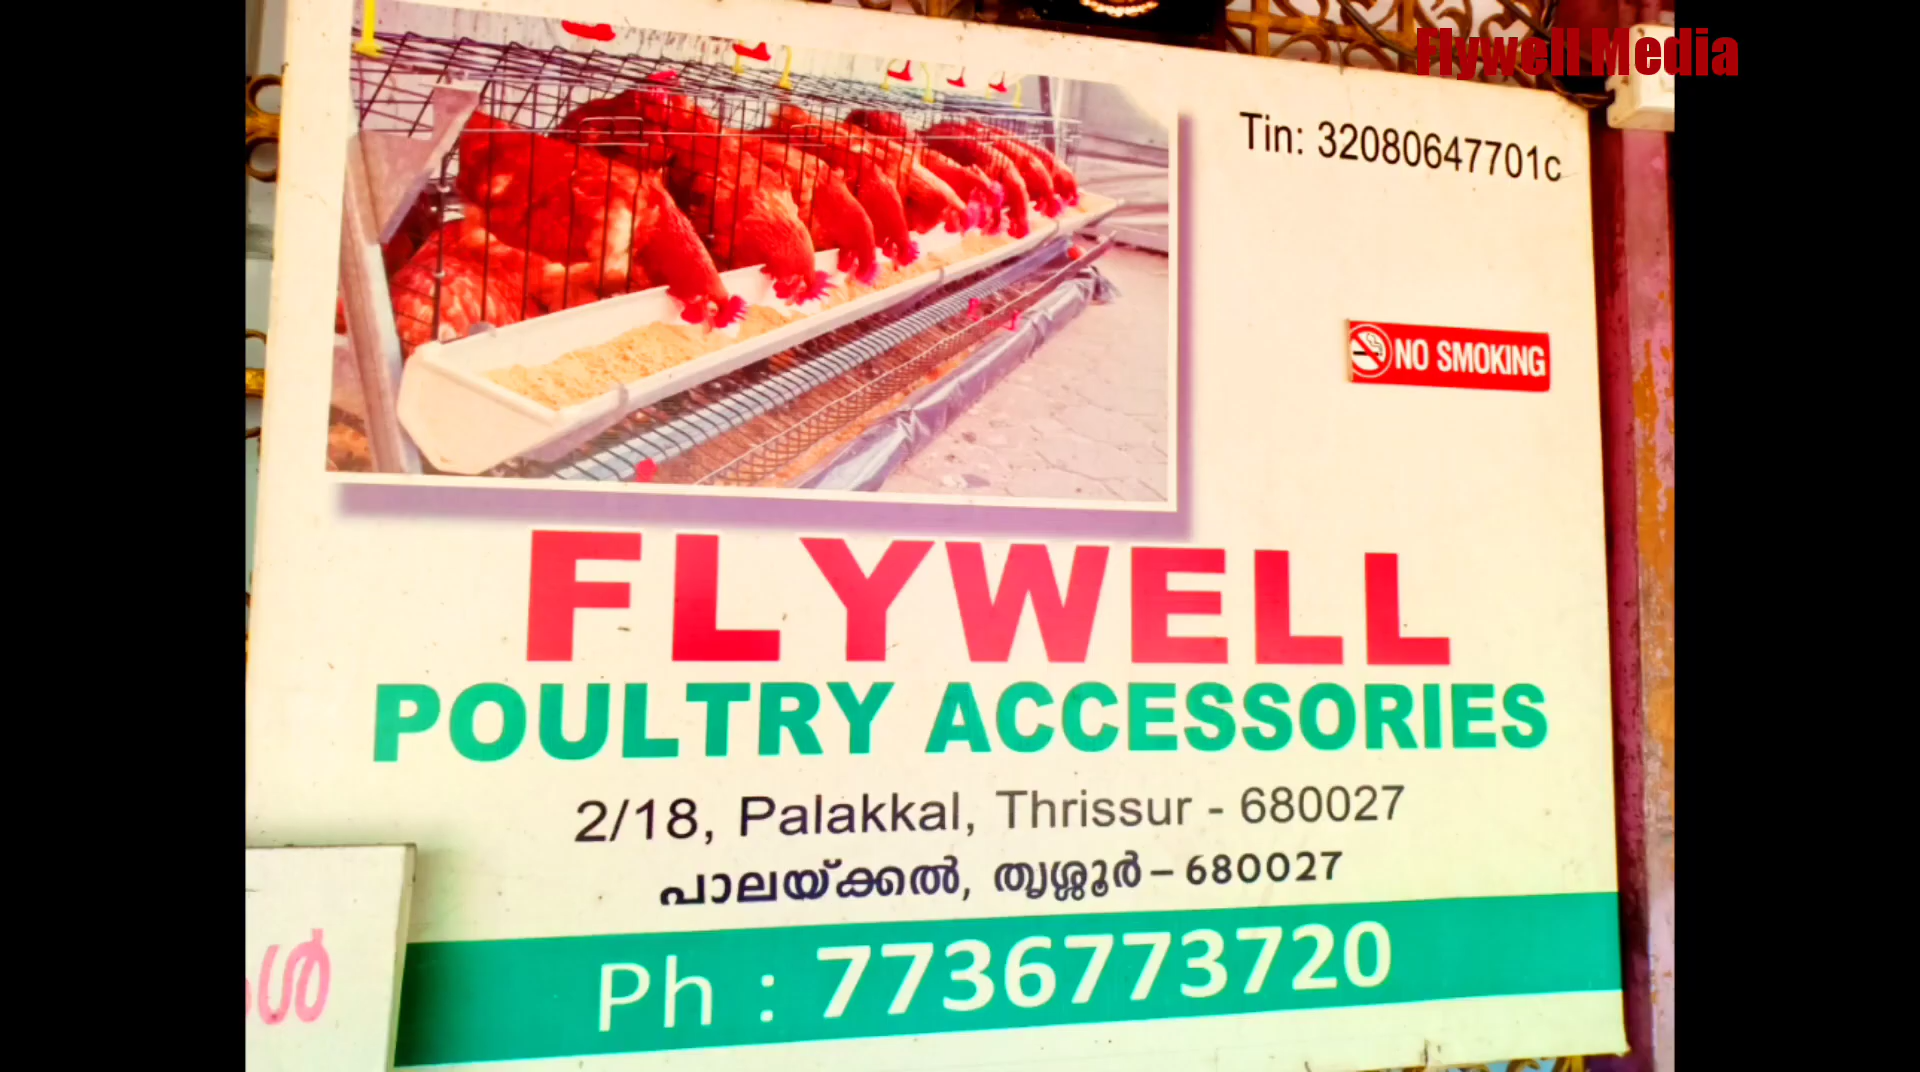 Flywell Media
Tin: 32080647701c
NO SMOKING
FLYWELL
POULTRY ACCESSORIES
2/18, Palakkal, Thrissur - 680027
പാലയ്ക്കൽ, തൃശ്ശൂർ – 680027
Ph : 7736773720